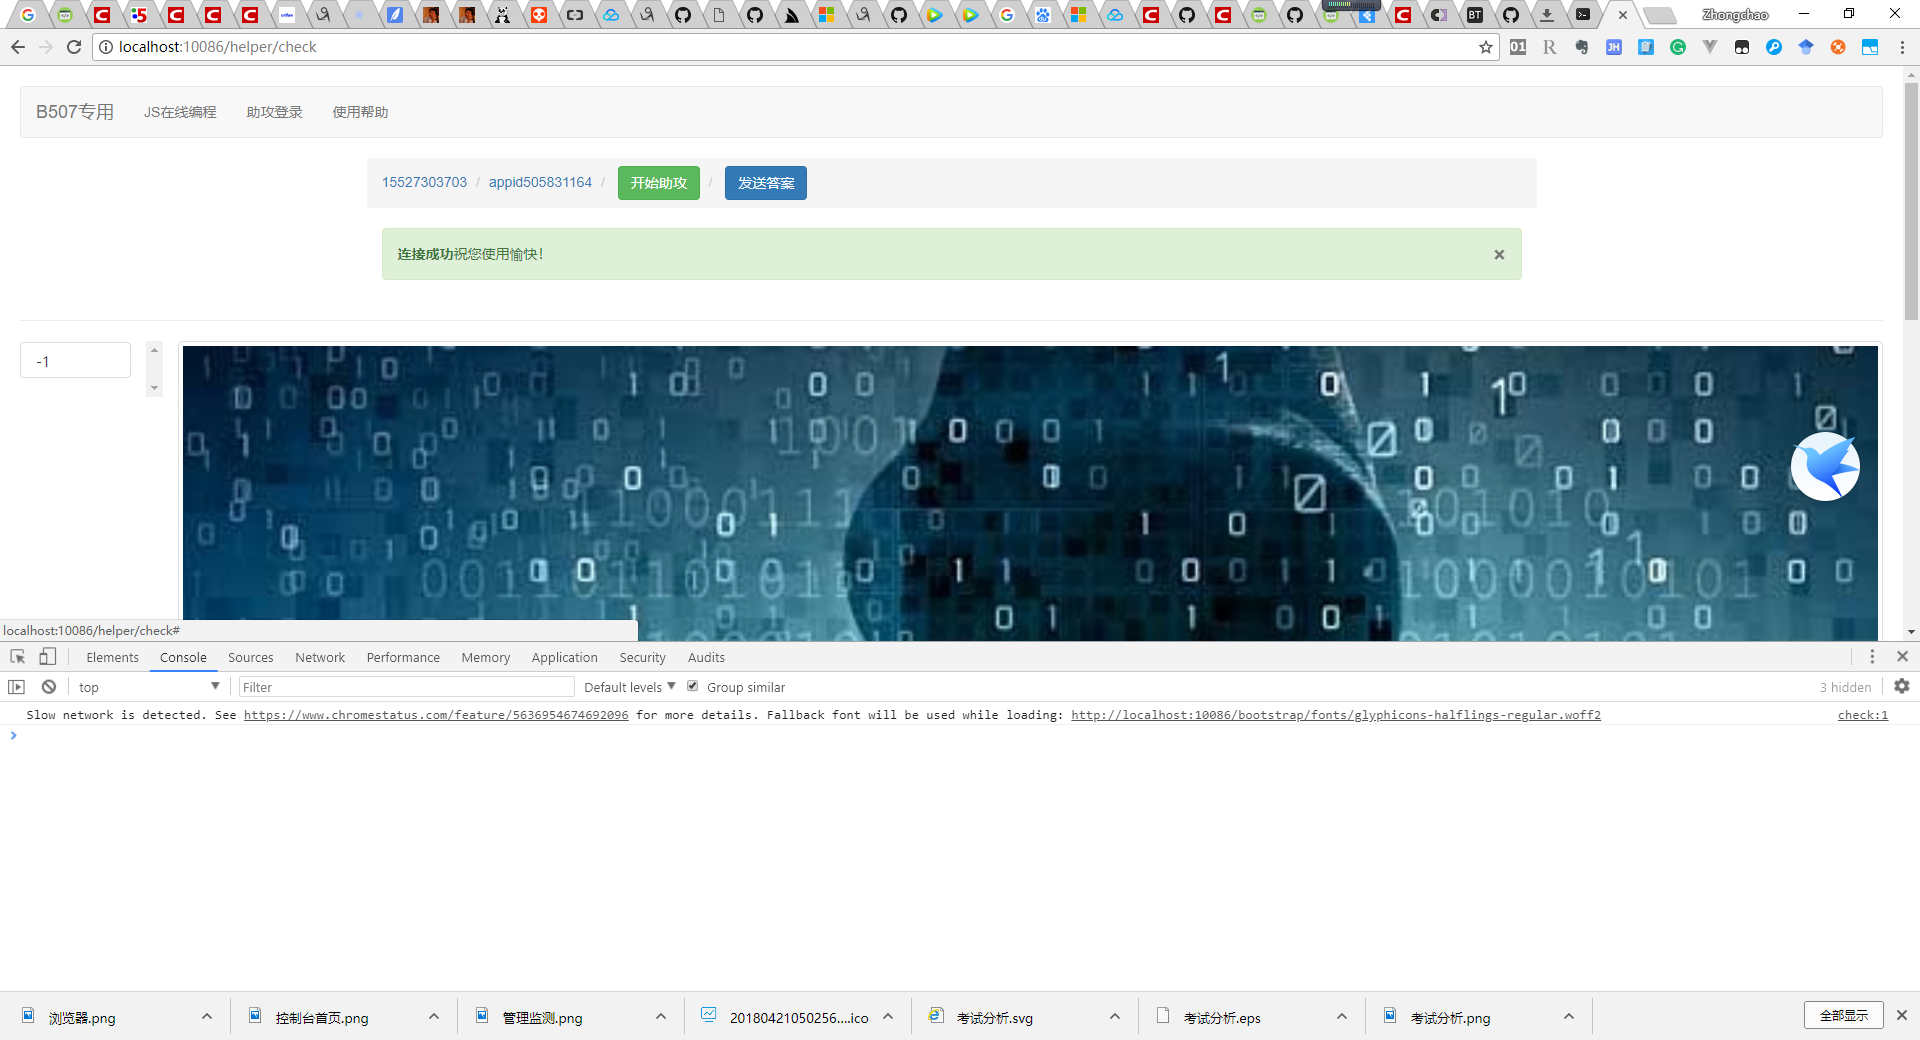 Zhongchao
localhost:10086/helper/check
B507专用 JS在线编程 助攻登录 使用帮助
15527303703 / appid505831164 / 开始助攻 / 发送答案
连接成功祝您使用愉快！ ×
-1
localhost:10086/helper/check#
Elements Console Sources Network Performance Memory Application Security Audits
top Filter Default levels Group similar 3 hidden
Slow network is detected. See https://www.chromestatus.com/feature/5636954674692096 for more details. Fallback font will be used while loading: http://localhost:10086/bootstrap/fonts/glyphicons-halflings-regular.woff2 check:1
浏览器.png 控制台首页.png 管理监测.png 20180421050256....ico 考试分析.svg 考试分析.eps 考试分析.png 全部显示